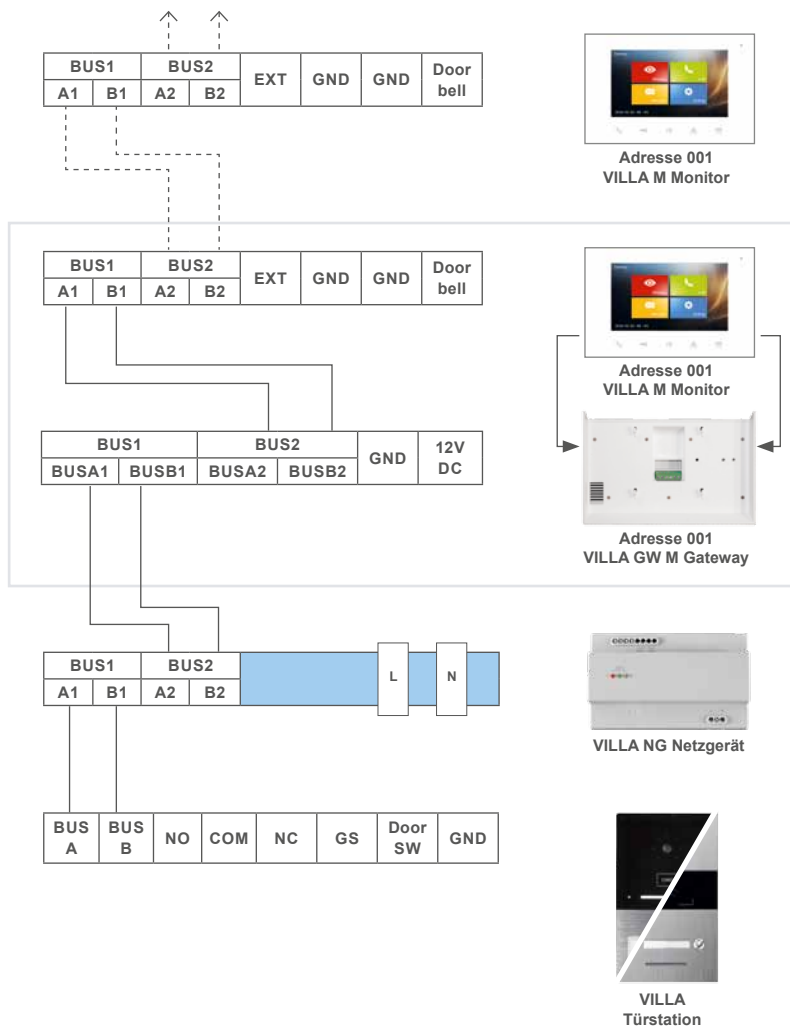 BUS1 BUS2 EXT GND GND Door bell
A1 B1 A2 B2
Adresse 001
VILLA M Monitor
BUS1 BUS2 EXT GND GND Door bell
A1 B1 A2 B2
Adresse 001
VILLA M Monitor
BUS1 BUS2 GND 12V DC
BUSA1 BUSB1 BUSA2 BUSB2
Adresse 001
VILLA GW M Gateway
BUS1 BUS2 L N
A1 B1 A2 B2
VILLA NG Netzgerät
BUS A BUS B NO COM NC GS Door SW GND
VILLA
Türstation